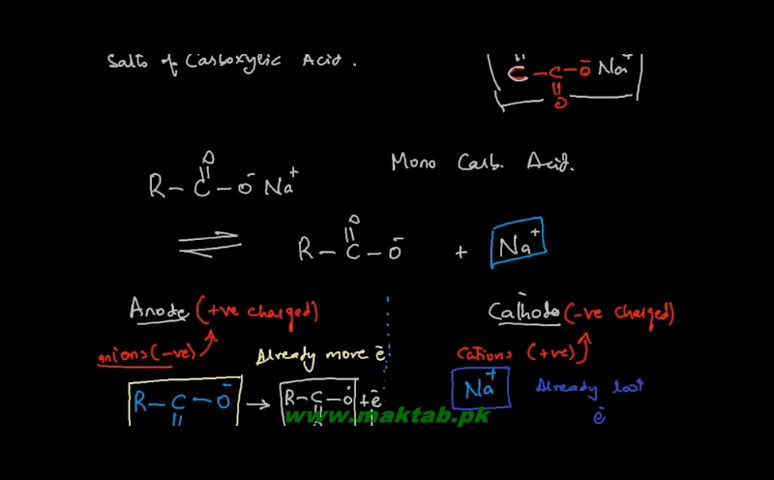 Salts of Carboxylic Acid.
C – C – O⁻ Na⁺
O
Mono Carb. Acid.
O
R – C – O⁻ Na⁺
O
R – C – O⁻ + Na⁺
Anode (+ve charged) Cathode (-ve charged)
anions (-ve) Already more e⁻ cations (+ve)
R – C – O⁻ → R – C – O + e⁻ Na⁺ Already lost
e⁻
www.maktab.pk